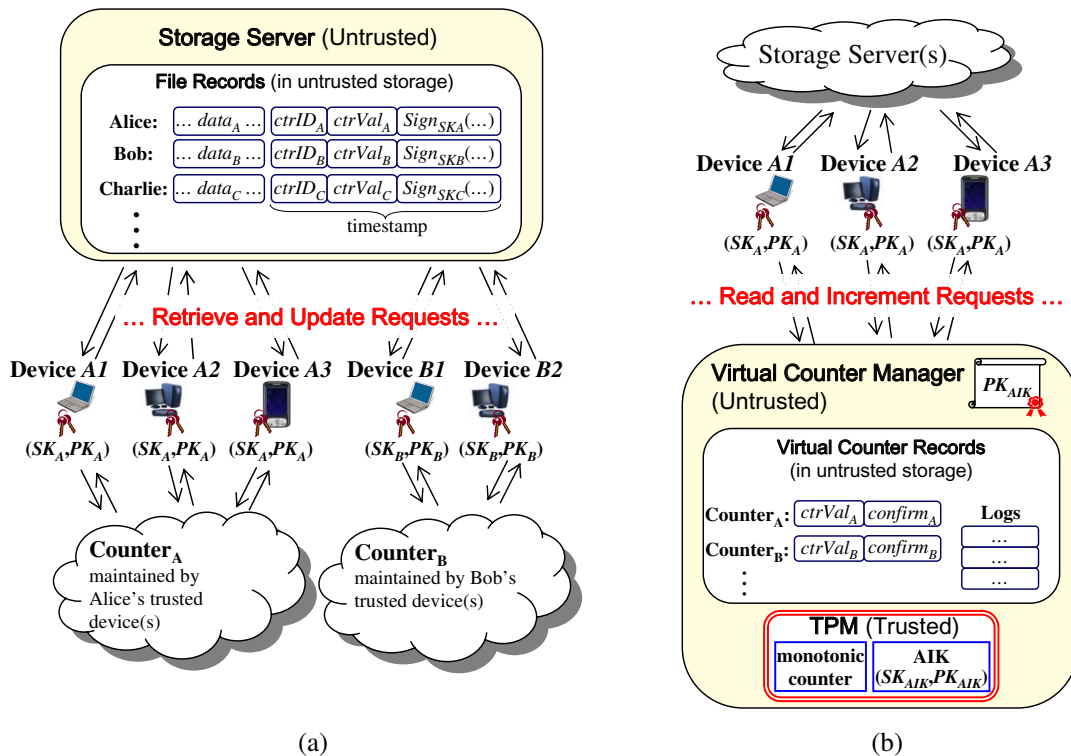 Storage Server (Untrusted)
File Records (in untrusted storage)
Alice: ... data_A ... ctrID_A ctrVal_A Sign_SKA(...)
Bob: ... data_B ... ctrID_B ctrVal_B Sign_SKB(...)
Charlie: ... data_C ... ctrID_C ctrVal_C Sign_SKC(...)
timestamp
... Retrieve and Update Requests ...
Device A1 Device A2 Device A3 Device B1 Device B2
(SK_A,PK_A) (SK_A,PK_A) (SK_A,PK_A) (SK_B,PK_B) (SK_B,PK_B)
Counter_A
maintained by
Alice's trusted
device(s)
Counter_B
maintained by Bob's
trusted device(s)
(a)
Storage Server(s)
Device A1 Device A2 Device A3
(SK_A,PK_A) (SK_A,PK_A) (SK_A,PK_A)
... Read and Increment Requests ...
Virtual Counter Manager
(Untrusted)
PK_AIK
Virtual Counter Records
(in untrusted storage)
Counter_A: ctrVal_A confirm_A
Counter_B: ctrVal_B confirm_B
Logs
...
...
...
TPM (Trusted)
monotonic
counter
AIK
(SK_AIK,PK_AIK)
(b)